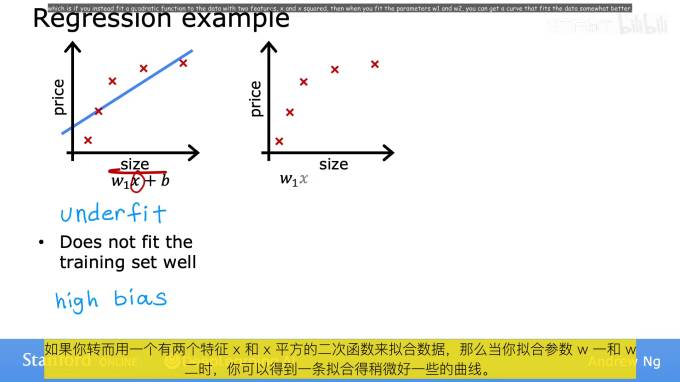 which is if you instead fit a quadratic function to the data with two features, x and x squared, then when you fit the parameters w1 and w2, you can get a curve that fits the data somewhat better.
Regression example
bilibili
price
size
w₁x + b
price
size
w₁x
underfit
• Does not fit the
training set well
high bias
如果你转而用一个有两个特征 x 和 x 平方的二次函数来拟合数据，那么当你拟合参数 w 一和 w
二时，你可以得到一条拟合得稍微好一些的曲线。